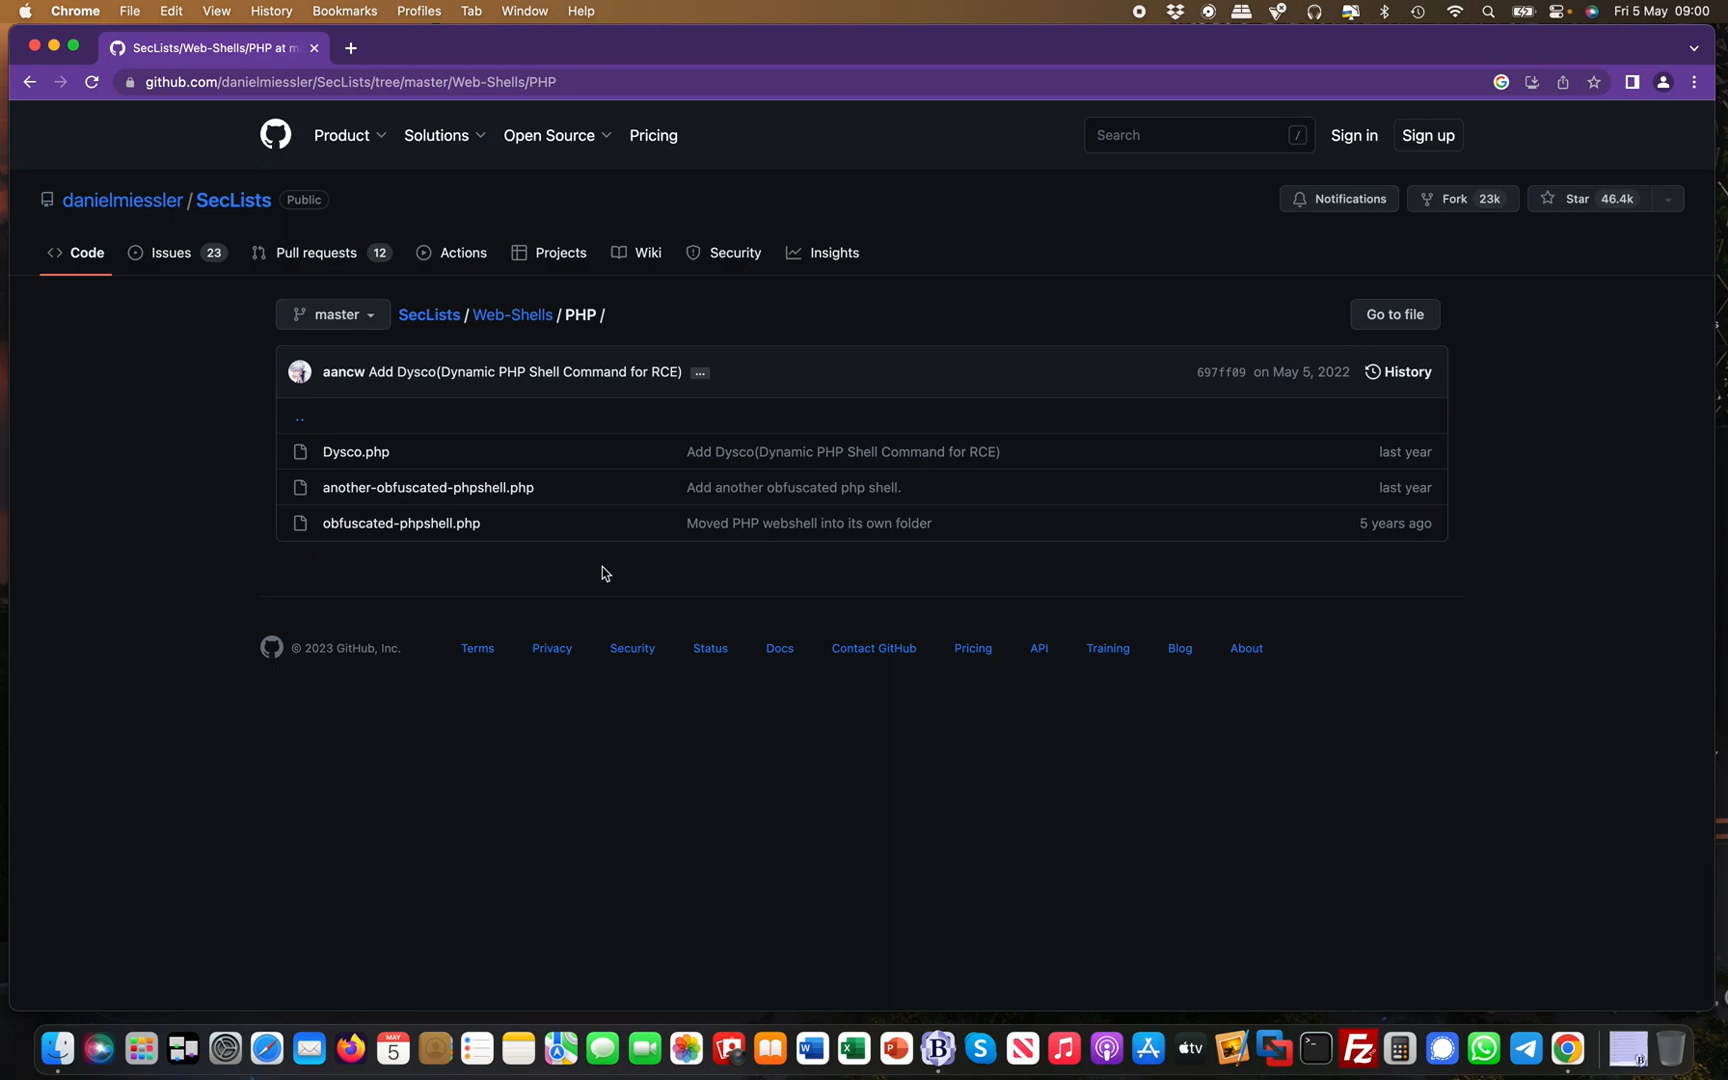 Chrome File Edit View History Bookmarks Profiles Tab Window Help Fri 5 May 09:00
SecLists/Web-Shells/PHP at m
github.com/danielmiessler/SecLists/tree/master/Web-Shells/PHP
Product Solutions Open Source Pricing Search / Sign in Sign up
danielmiessler / SecLists Public Notifications Fork 23k Star 46.4k
Code Issues 23 Pull requests 12 Actions Projects Wiki Security Insights
master SecLists / Web-Shells / PHP / Go to file
aancw Add Dysco(Dynamic PHP Shell Command for RCE) ... 697ff09 on May 5, 2022 History
..
Dysco.php Add Dysco(Dynamic PHP Shell Command for RCE) last year
another-obfuscated-phpshell.php Add another obfuscated php shell. last year
obfuscated-phpshell.php Moved PHP webshell into its own folder 5 years ago
© 2023 GitHub, Inc. Terms Privacy Security Status Docs Contact GitHub Pricing API Training Blog About
MAY
5 W X P B S N tv Fz B